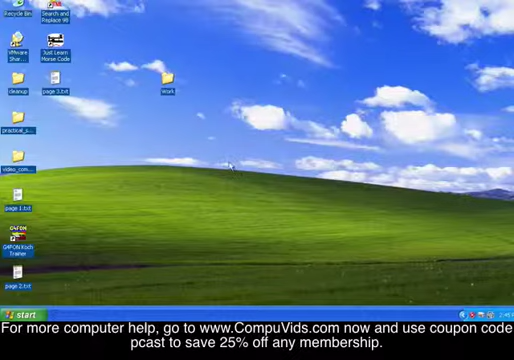 Recycle Bin
Search and
Replace 98
VMware
Shar...
Just Learn
Morse Code
cleanup
page 3.txt
Work
practical_s...
video_com...
page 1.txt
G4FON Koch
Trainer
page 2.txt
start
For more computer help, go to www.CompuVids.com now and use coupon code
pcast to save 25% off any membership.